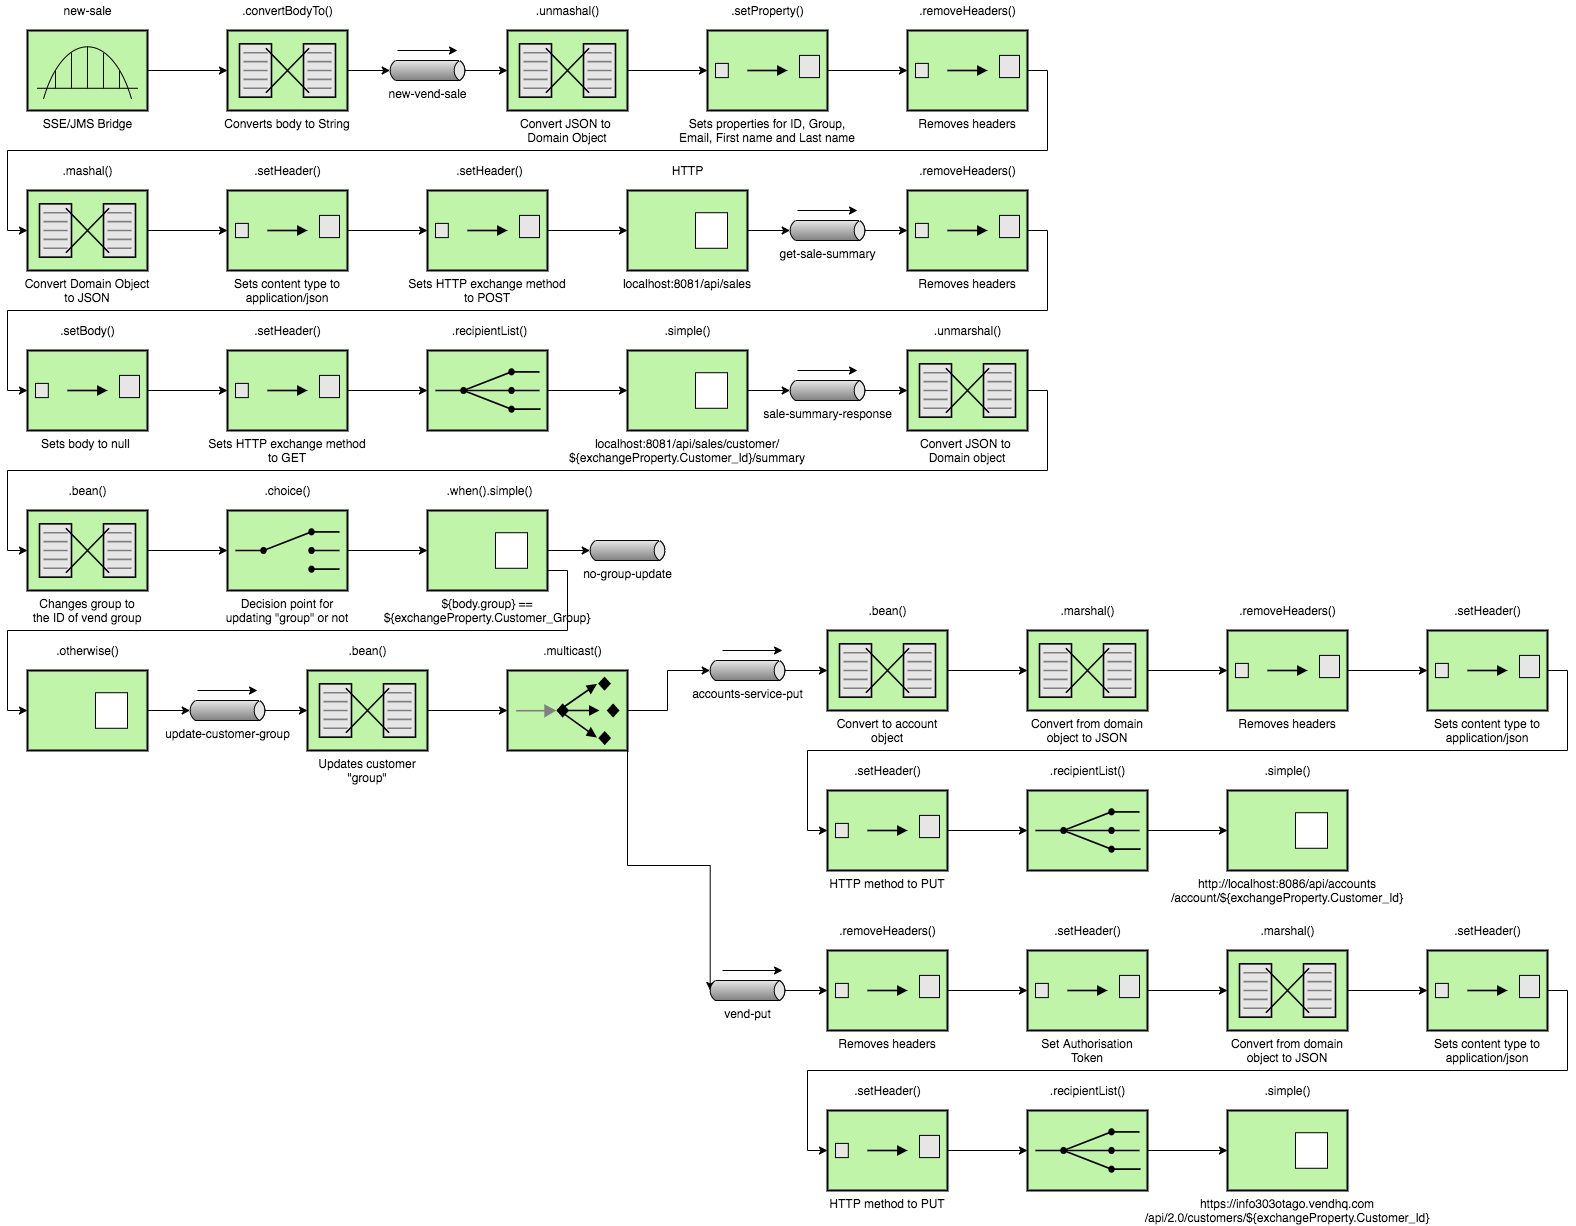 new-sale
.convertBodyTo()
.unmashal()
.setProperty()
.removeHeaders()
new-vend-sale
SSE/JMS Bridge
Converts body to String
Convert JSON to
Domain Object
Sets properties for ID, Group,
Email, First name and Last name
Removes headers
.mashal()
.setHeader()
.setHeader()
HTTP
.removeHeaders()
get-sale-summary
Convert Domain Object
to JSON
Sets content type to
application/json
Sets HTTP exchange method
to POST
localhost:8081/api/sales
Removes headers
.setBody()
.setHeader()
.recipientList()
.simple()
.unmarshal()
sale-summary-response
Sets body to null
Sets HTTP exchange method
to GET
localhost:8081/api/sales/customer/
${exchangeProperty.Customer_Id}/summary
Convert JSON to
Domain object
.bean()
.choice()
.when().simple()
no-group-update
Changes group to
the ID of vend group
Decision point for
updating "group" or not
${body.group} ==
${exchangeProperty.Customer_Group}
.bean()
.marshal()
.removeHeaders()
.setHeader()
.otherwise()
.bean()
.multicast()
accounts-service-put
update-customer-group
Convert to account
object
Convert from domain
object to JSON
Removes headers
Sets content type to
application/json
Updates customer
"group"
.setHeader()
.recipientList()
.simple()
HTTP method to PUT
http://localhost:8086/api/accounts
/account/${exchangeProperty.Customer_Id}
.removeHeaders()
.setHeader()
.marshal()
.setHeader()
vend-put
Removes headers
Set Authorisation
Token
Convert from domain
object to JSON
Sets content type to
application/json
.setHeader()
.recipientList()
.simple()
HTTP method to PUT
https://info303otago.vendhq.com
/api/2.0/customers/${exchangeProperty.Customer_Id}